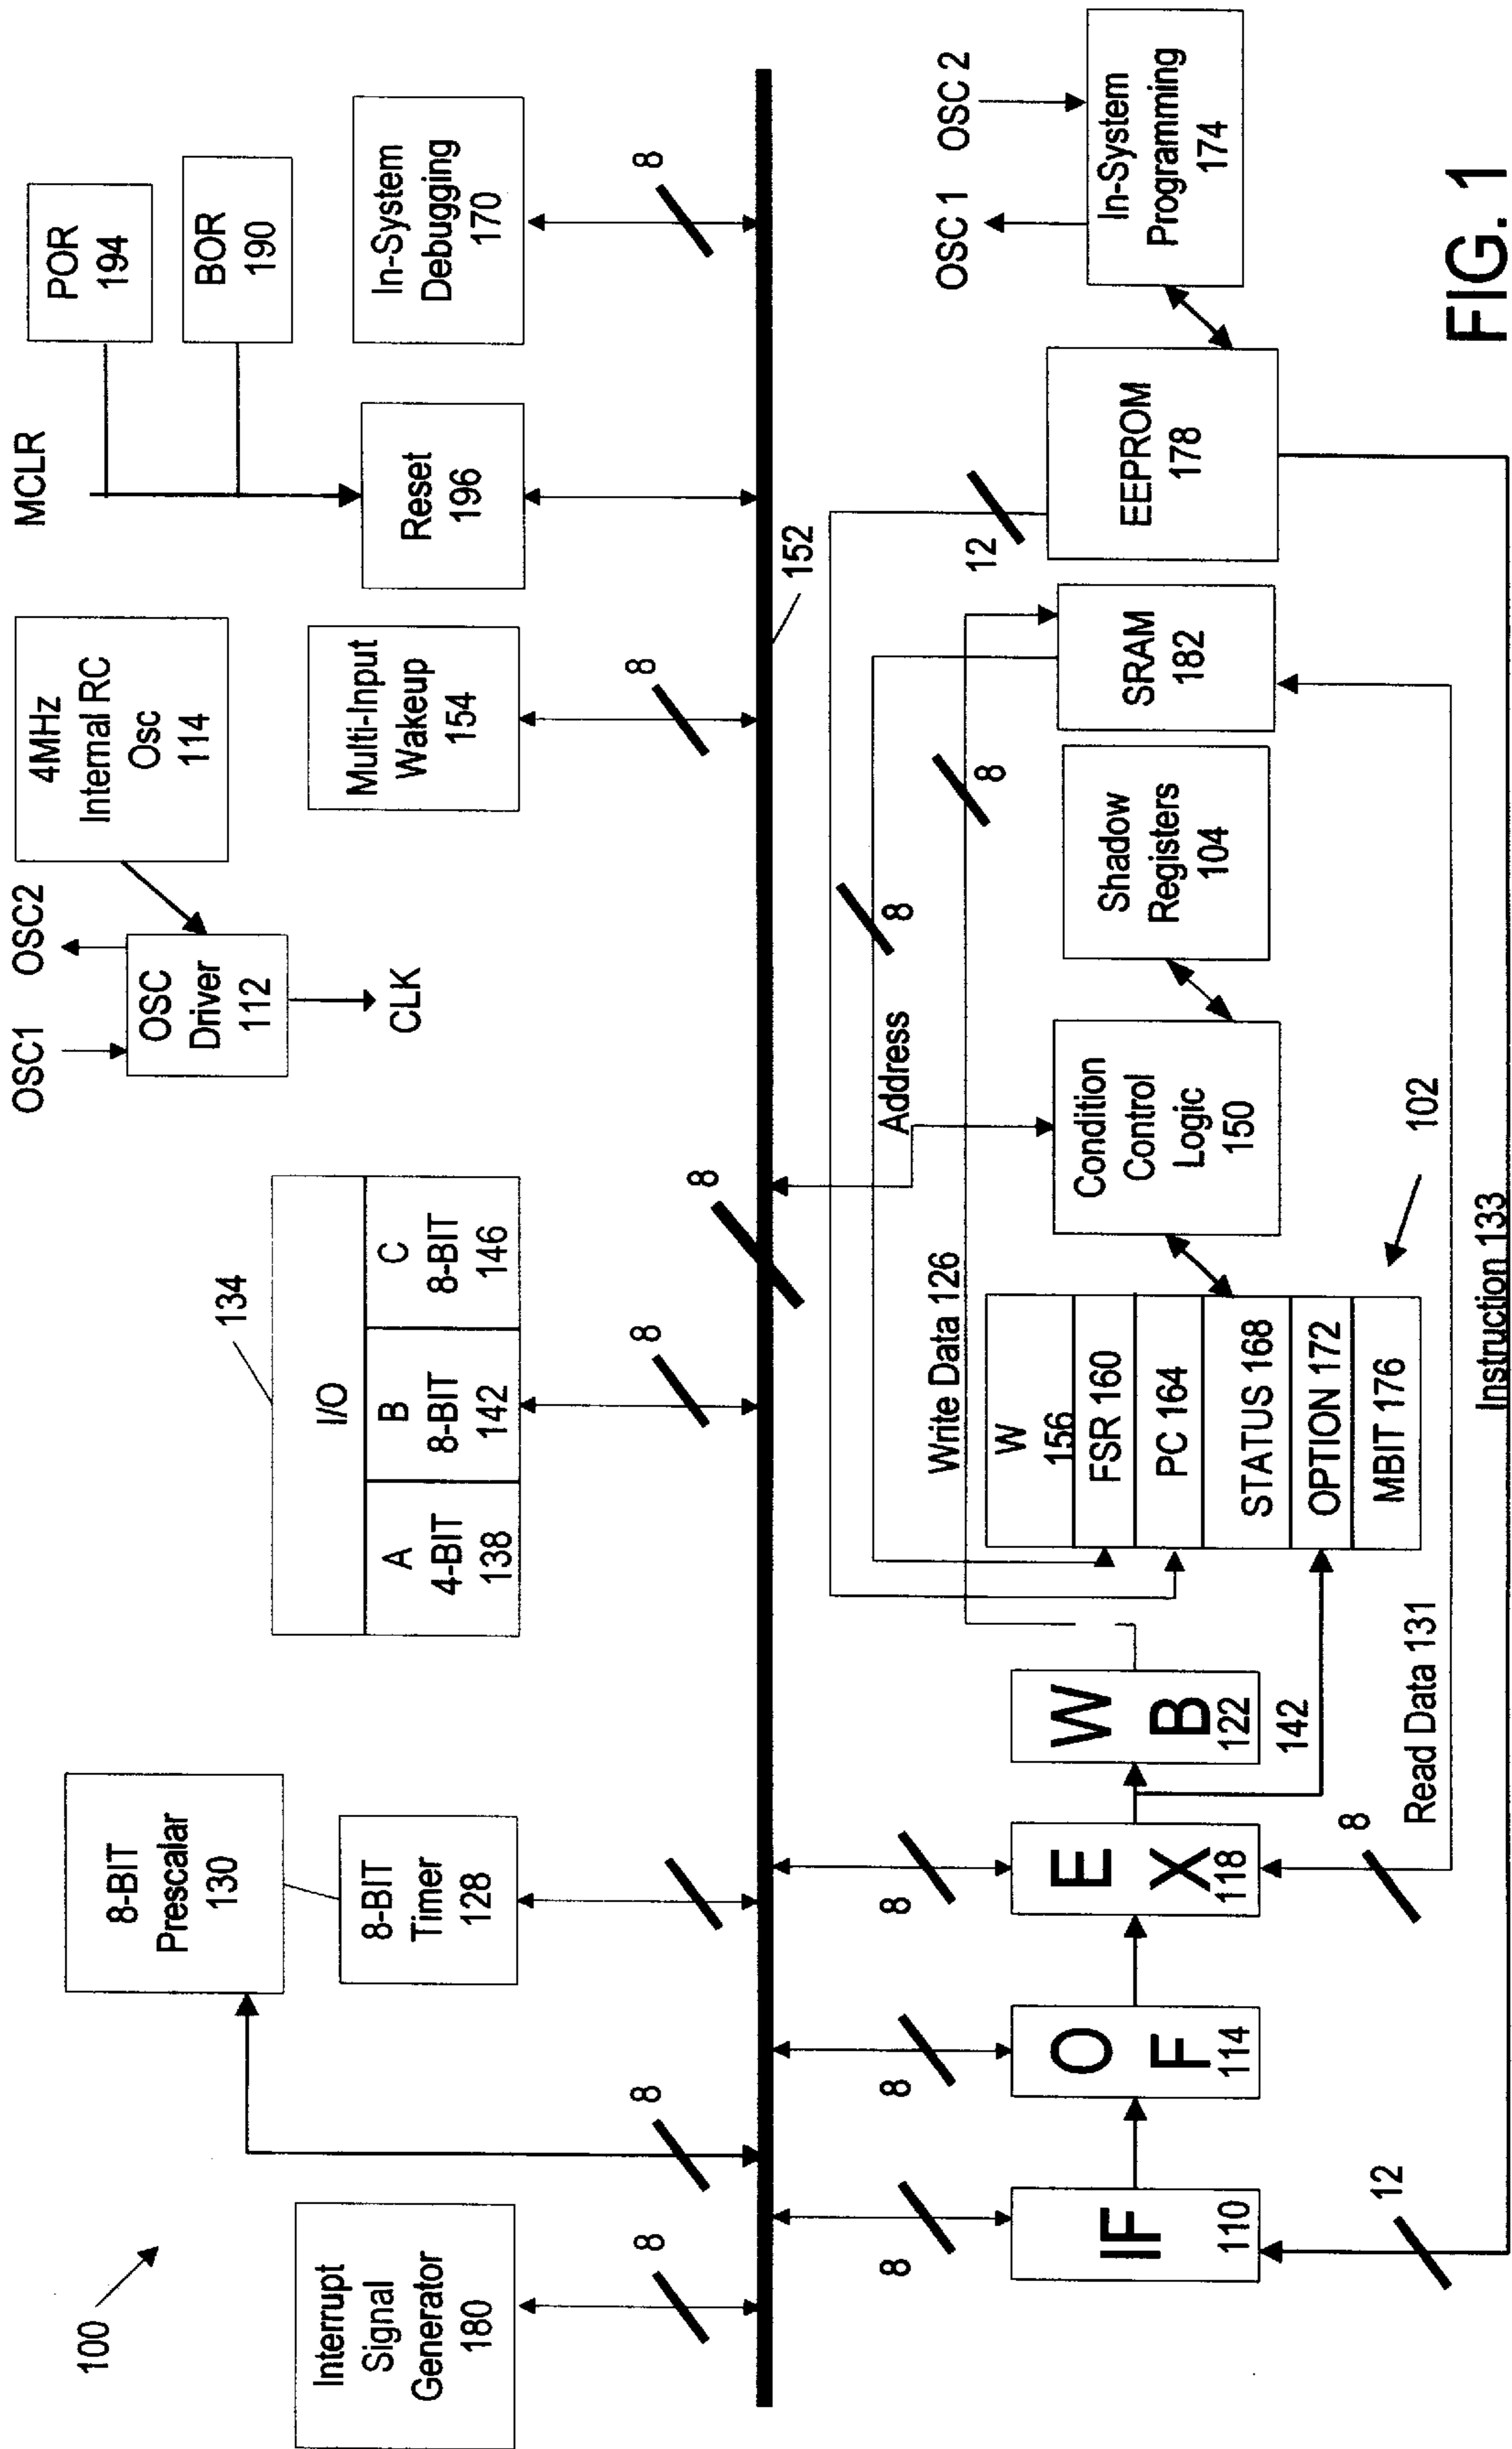 100
Interrupt
Signal
Generator
180
8
8-BIT
Prescalar
130
8
8-BIT
Timer
128
134
I/O
A
4-BIT
138
B
8-BIT
142
C
8-BIT
146
8
8
OSC1
OSC2
OSC
Driver
112
CLK
4MHz
Internal RC
Osc
114
Multi-Input
Wakeup
154
8
MCLR
POR
194
BOR
190
Reset
196
In-System
Debugging
170
8
152
8
IF
110
12
8
O
F
114
8
E
X
118
8
Read Data 131
W
B
122
142
Write Data 126
W
156
FSR 160
PC 164
STATUS 168
OPTION 172
MBIT 176
102
Address
Condition
Control
Logic
150
Shadow
Registers
104
8
8
SRAM
182
12
EEPROM
178
OSC1
OSC 2
In-System
Programming
174
Instruction 133
FIG. 1